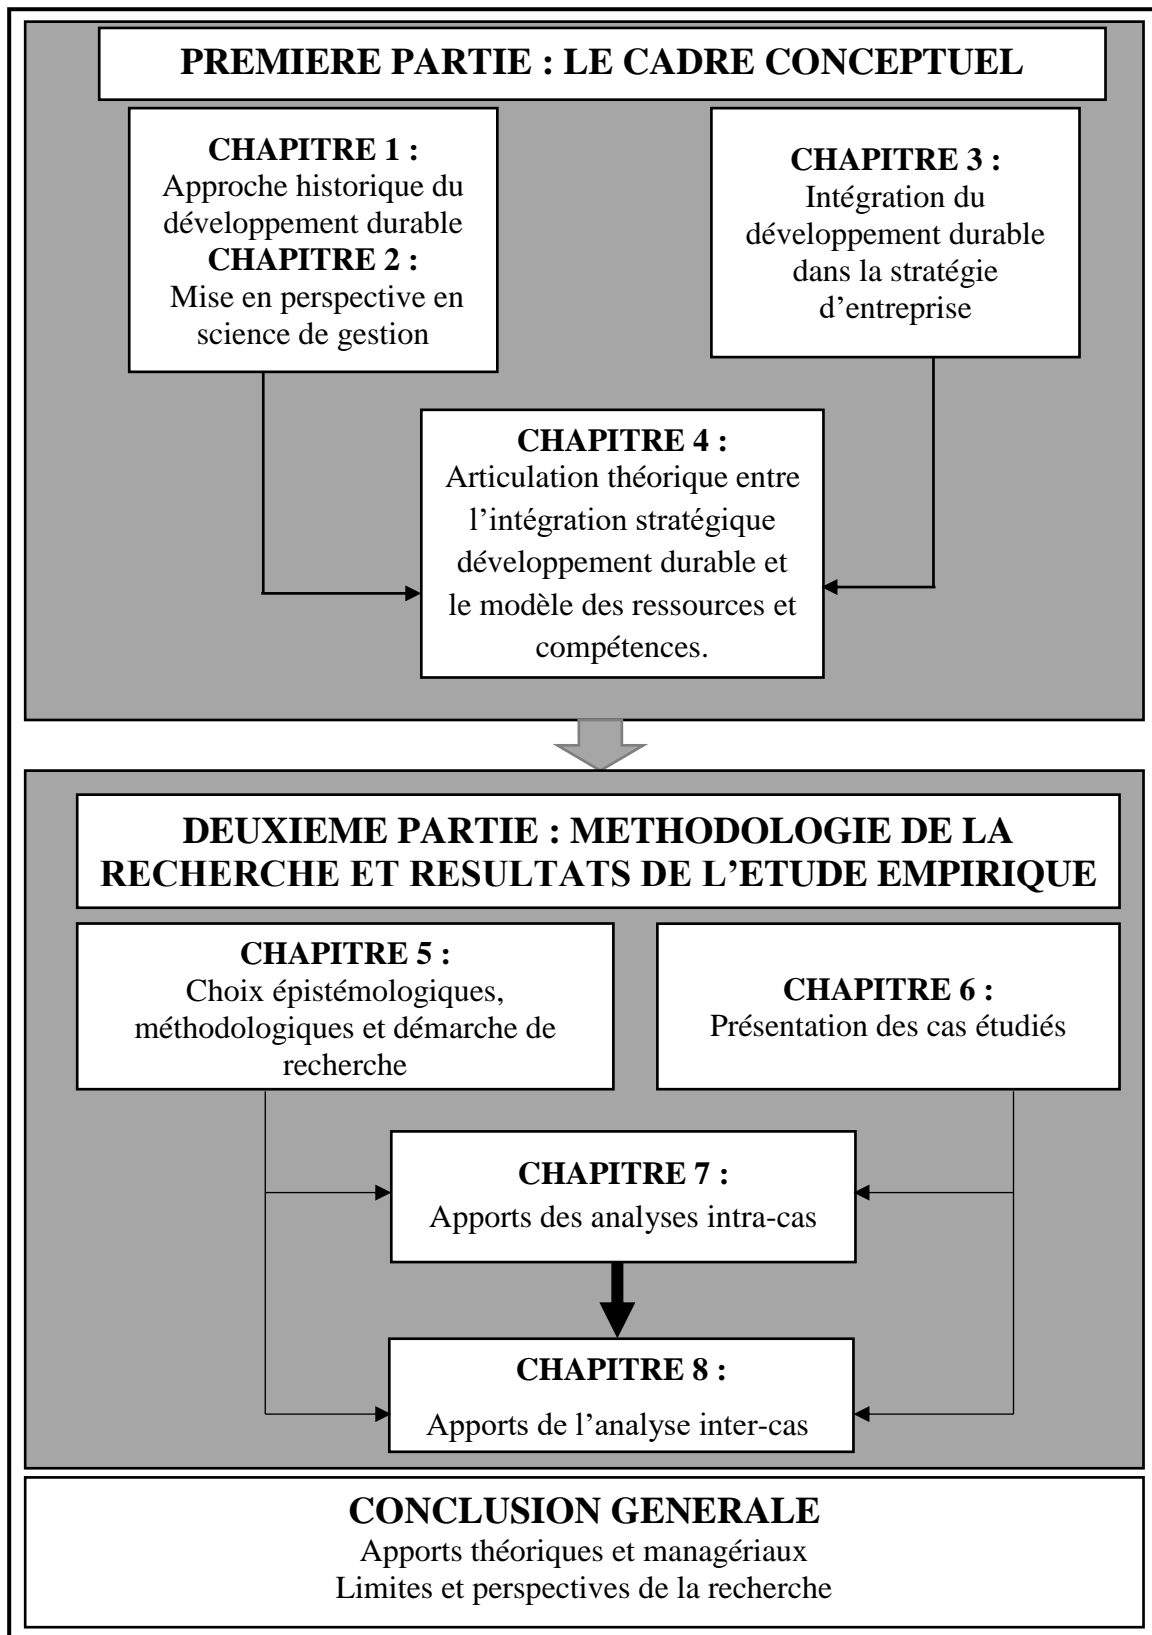 PREMIERE PARTIE : LE CADRE CONCEPTUEL
CHAPITRE 1 :
Approche historique du
développement durable
CHAPITRE 2 :
Mise en perspective en
science de gestion
CHAPITRE 3 :
Intégration du
développement durable
dans la stratégie
d’entreprise
CHAPITRE 4 :
Articulation théorique entre
l’intégration stratégique
développement durable et
le modèle des ressources et
compétences.
DEUXIEME PARTIE : METHODOLOGIE DE LA
RECHERCHE ET RESULTATS DE L’ETUDE EMPIRIQUE
CHAPITRE 5 :
Choix épistémologiques,
méthodologiques et démarche de
recherche
CHAPITRE 6 :
Présentation des cas étudiés
CHAPITRE 7 :
Apports des analyses intra-cas
CHAPITRE 8 :
Apports de l’analyse inter-cas
CONCLUSION GENERALE
Apports théoriques et managériaux
Limites et perspectives de la recherche